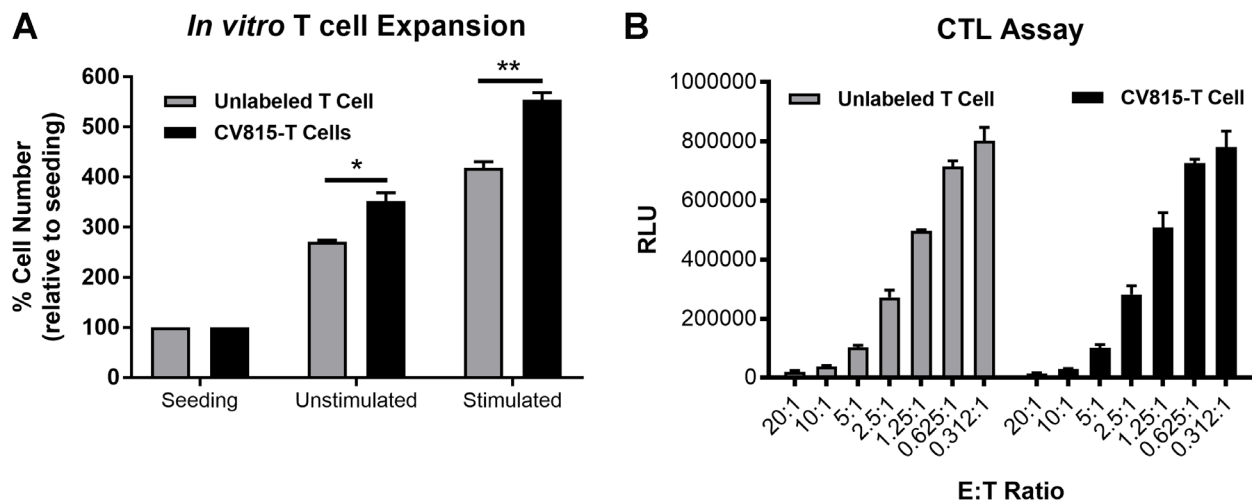 A
In vitro T cell Expansion
% Cell Number
(relative to seeding)
600
500
400
300
200
100
0
Unlabeled T Cell
CV815-T Cells
*
**
Seeding
Unstimulated
Stimulated
B
CTL Assay
RLU
1000000
800000
600000
400000
200000
0
Unlabeled T Cell
CV815-T Cell
20:1
10:1
5:1
2.5:1
1.25:1
0.625:1
0.312:1
20:1
10:1
5:1
2.5:1
1.25:1
0.625:1
0.312:1
E:T Ratio